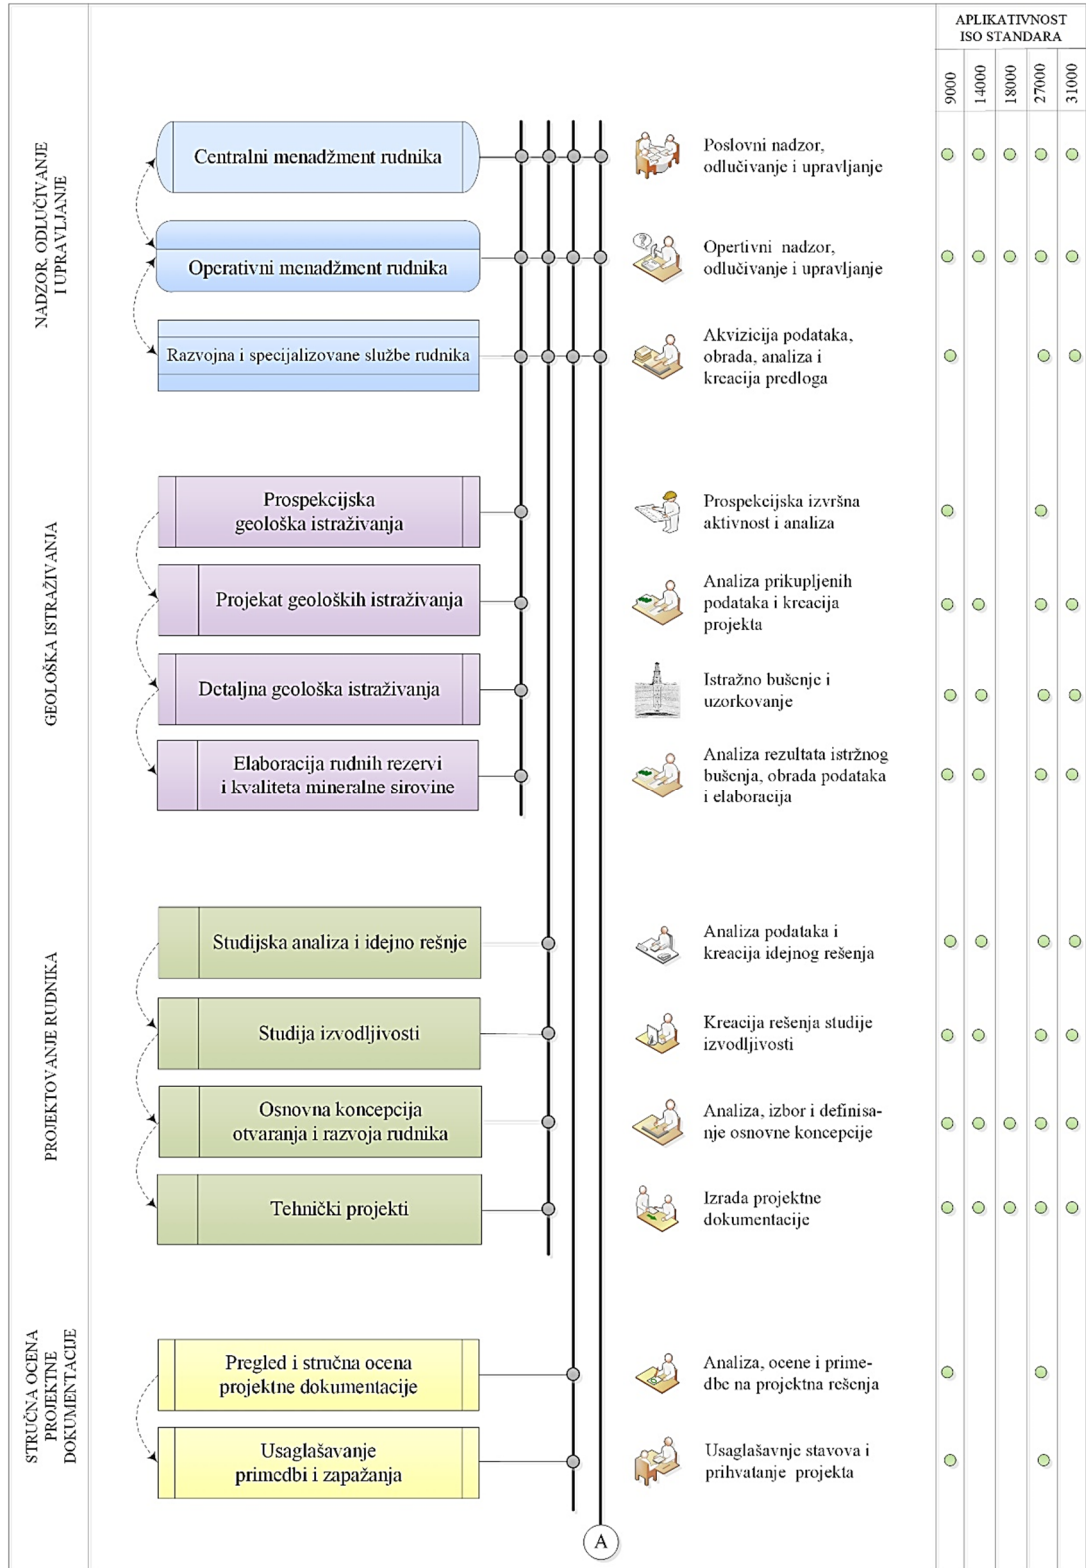 APLIKATIVNOST
ISO STANDARA
9000
14000
18000
27000
31000
NADZOR, ODLUČIVANJE
I UPRAVLJANJE
Centralni menadžment rudnika
Poslovni nadzor,
odlučivanje i upravljanje
Operativni menadžment rudnika
Opertivni nadzor,
odlučivanje i upravljanje
Razvojna i specijalizovane službe rudnika
Akvizicija podataka,
obrada, analiza i
kreacija predloga
GEOLOŠKA ISTRAŽIVANJA
Prospekcijska
geološka istraživanja
Prospekcijska izvršna
aktivnost i analiza
Projekat geoloških istraživanja
Analiza prikupljenih
podataka i kreacija
projekta
Detaljna geološka istraživanja
Istražno bušenje i
uzorkovanje
Elaboracija rudnih rezervi
i kvaliteta mineralne sirovine
Analiza rezultata istržnog
bušenja, obrada podataka
i elaboracija
PROJEKTOVANJE RUDNIKA
Studijska analiza i idejno rešnje
Analiza podataka i
kreacija idejnog rešenja
Studija izvodljivosti
Kreacija rešenja studije
izvodljivosti
Osnovna koncepcija
otvaranja i razvoja rudnika
Analiza, izbor i definisa-
nje osnovne koncepcije
Tehnički projekti
Izrada projektne
dokumentacije
STRUČNA OCENA
PROJEKTNE
DOKUMENTACIJE
Pregled i stručna ocena
projektne dokumentacije
Analiza, ocene i prime-
dbe na projektna rešenja
Usaglašavanje
primedbi i zapažanja
Usaglašavnje stavova i
prihvatanje projekta
A